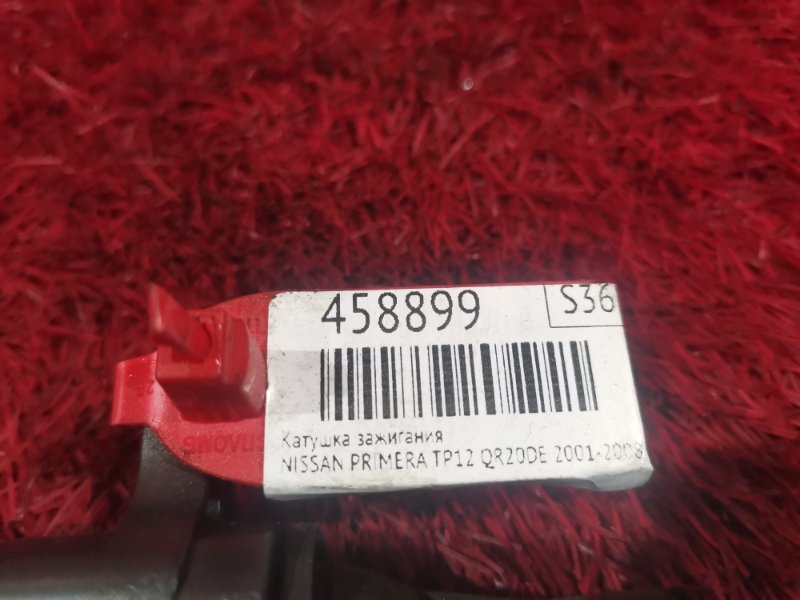 458899
S36
Катушка зажигания
NISSAN PRIMERA TP12 QR20DE 2001-2008